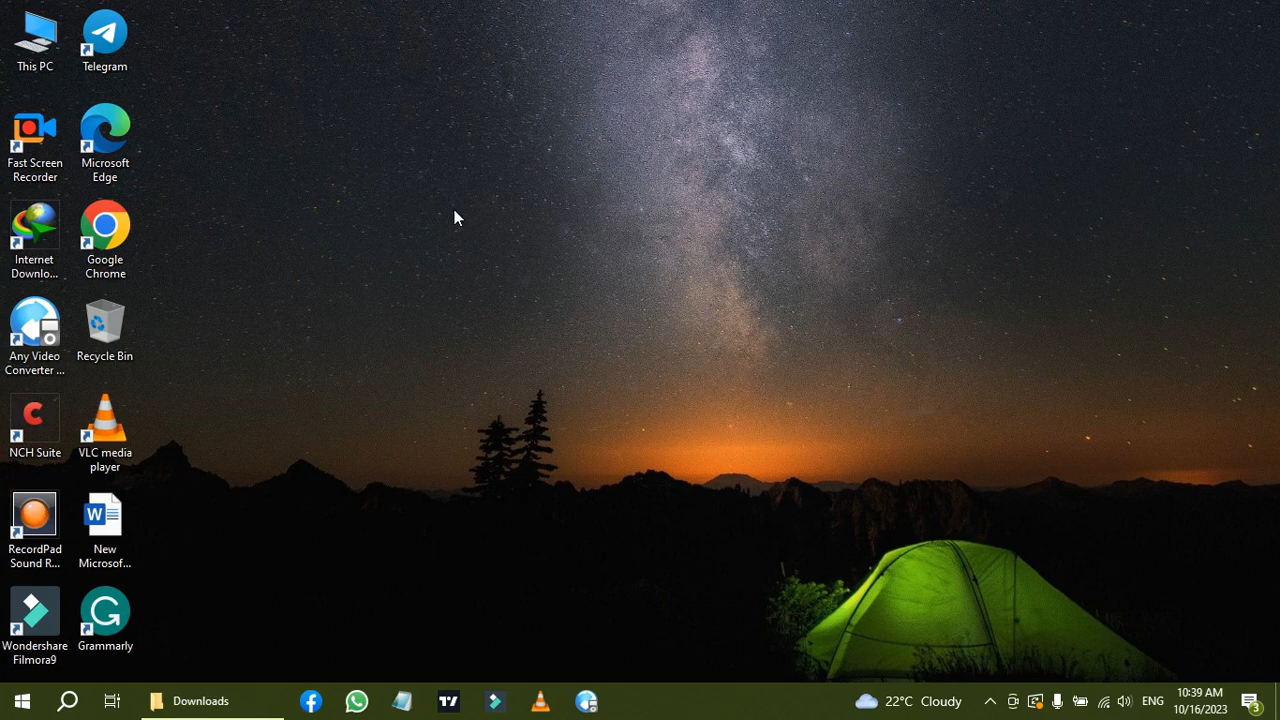 This PC
Telegram
Fast Screen
Recorder
Microsoft
Edge
Internet
Downlo...
Google
Chrome
Any Video
Converter ...
Recycle Bin
NCH Suite
VLC media
player
RecordPad
Sound R...
New
Microsof...
Wondershare
Filmora9
Grammarly
Downloads
22°C Cloudy
ENG
10:39 AM
10/16/2023
3